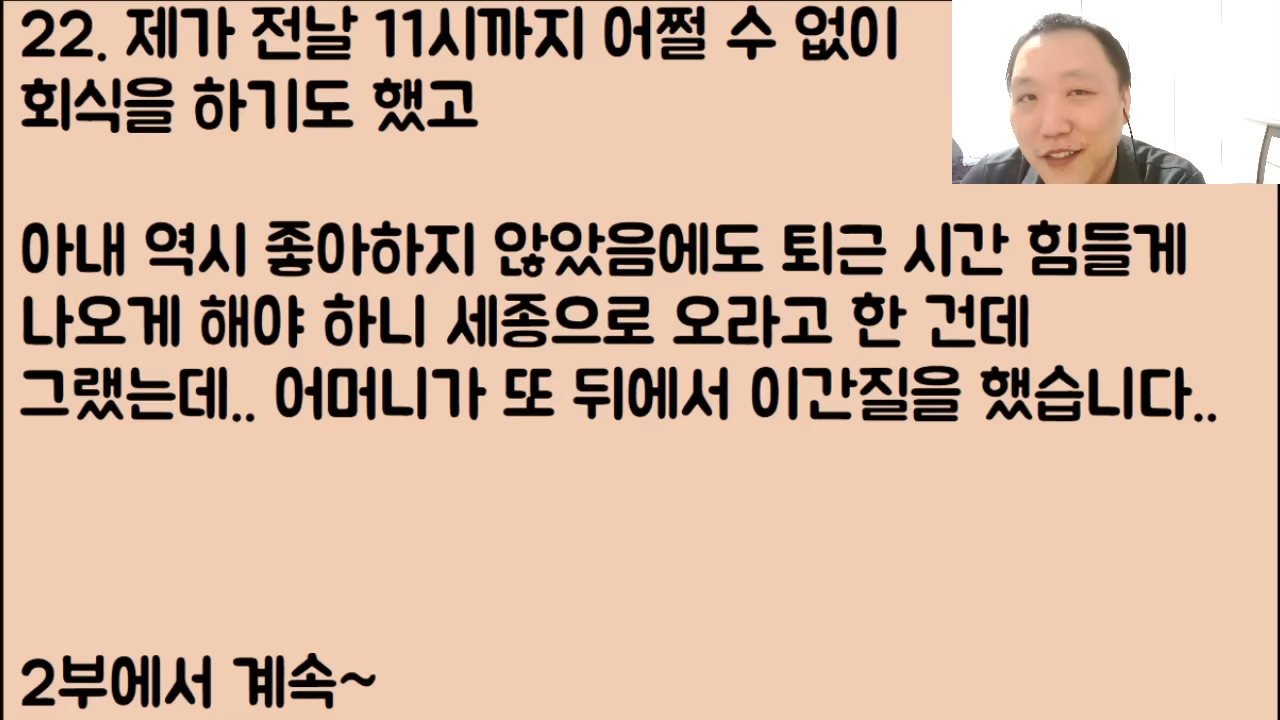 22. 제가 전날 11시까지 어쩔 수 없이
회식을 하기도 했고
아내 역시 좋아하지 않았음에도 퇴근 시간 힘들게
나오게 해야 하니 세종으로 오라고 한 건데
그랬는데.. 어머니가 또 뒤에서 이간질을 했습니다..
2부에서 계속~